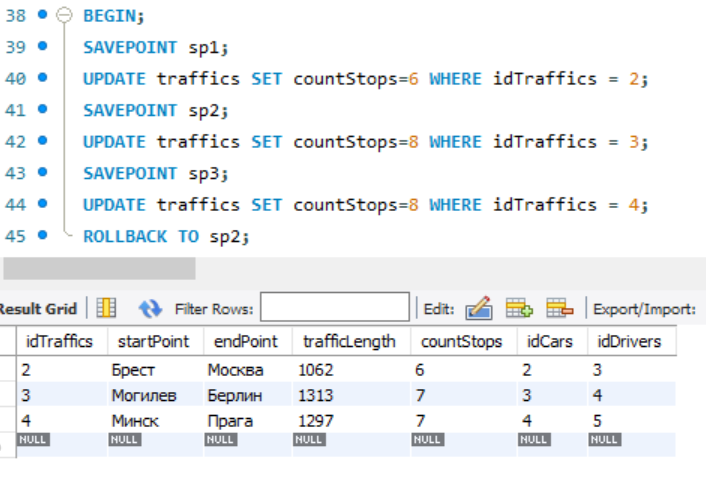 38 BEGIN;
39 SAVEPOINT sp1;
40 UPDATE traffics SET countStops=6 WHERE idTraffics = 2;
41 SAVEPOINT sp2;
42 UPDATE traffics SET countStops=8 WHERE idTraffics = 3;
43 SAVEPOINT sp3;
44 UPDATE traffics SET countStops=8 WHERE idTraffics = 4;
45 ROLLBACK TO sp2;
Result Grid Filter Rows: Edit: Export/Import:
idTraffics startPoint endPoint trafficLength countStops idCars idDrivers
2 Брест Москва 1062 6 2 3
3 Могилев Берлин 1313 7 3 4
4 Минск Прага 1297 7 4 5
NULL NULL NULL NULL NULL NULL NULL